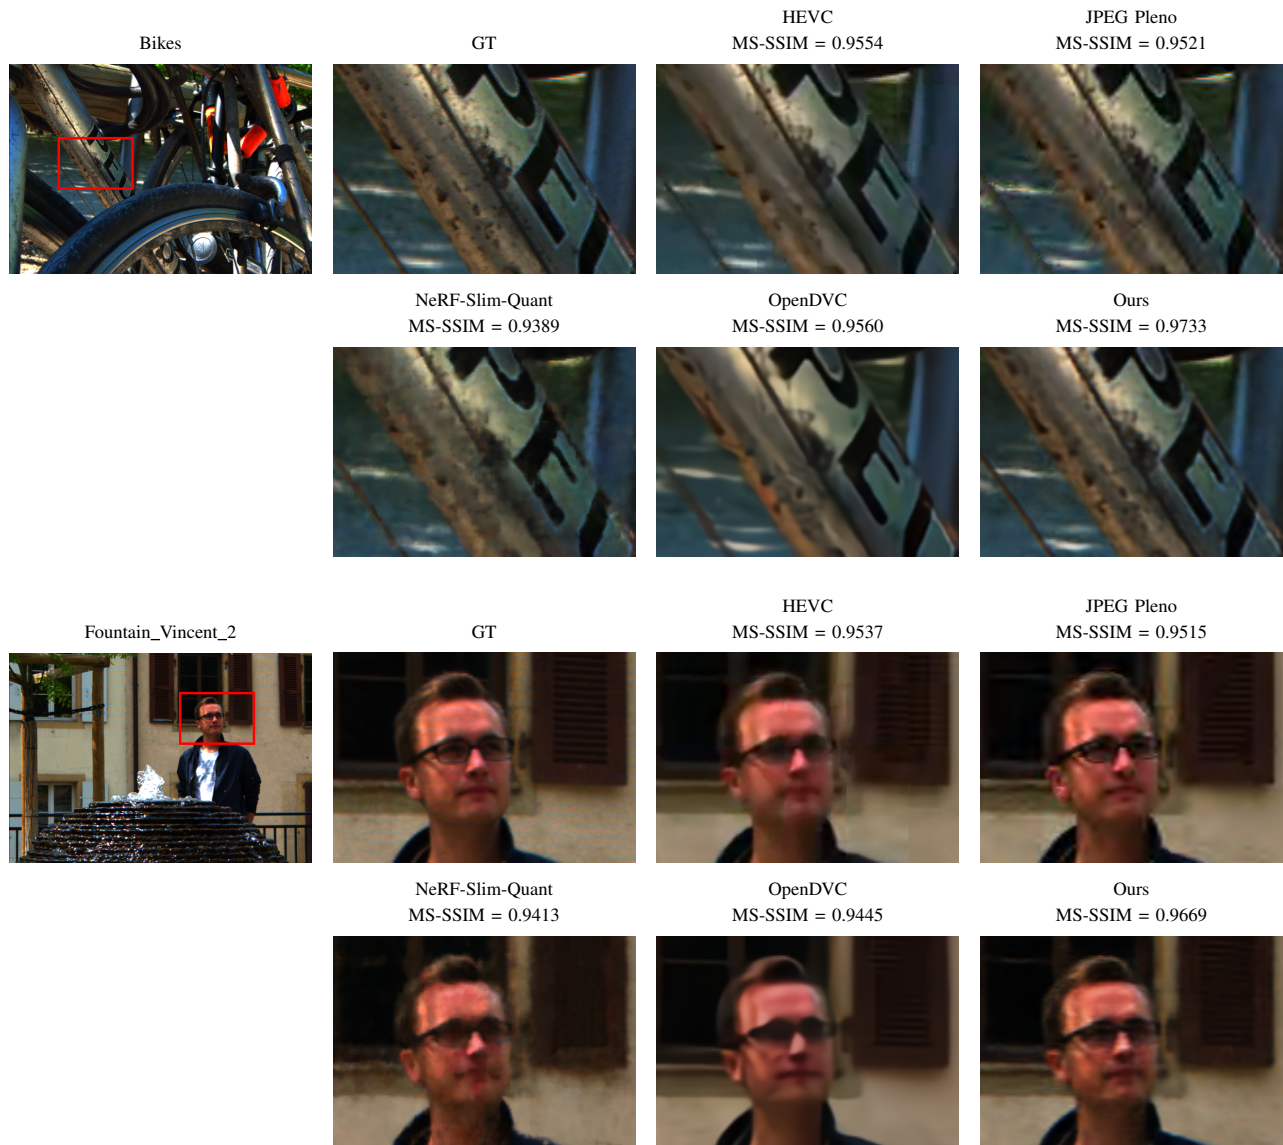 HEVC
JPEG Pleno
Bikes
GT
MS-SSIM = 0.9554
MS-SSIM = 0.9521
NeRF-Slim-Quant
OpenDVC
Ours
MS-SSIM = 0.9389
MS-SSIM = 0.9560
MS-SSIM = 0.9733
HEVC
JPEG Pleno
Fountain_Vincent_2
GT
MS-SSIM = 0.9537
MS-SSIM = 0.9515
NeRF-Slim-Quant
OpenDVC
Ours
MS-SSIM = 0.9413
MS-SSIM = 0.9445
MS-SSIM = 0.9669